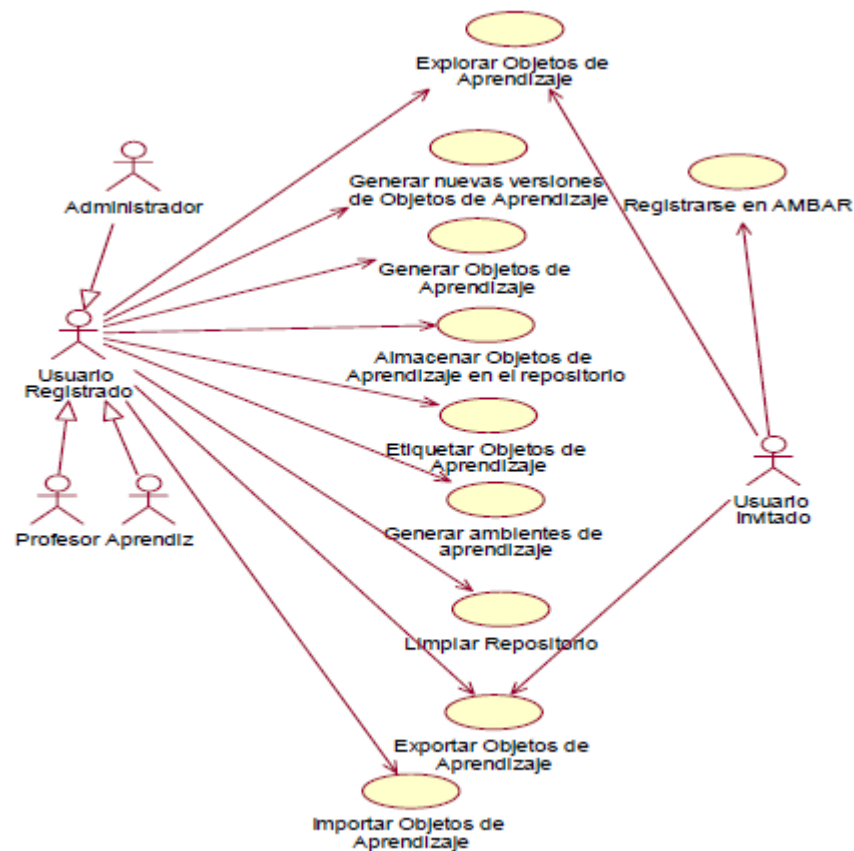 Explorar Objetos de
Aprendizaje
Administrador
Generar nuevas versiones
de Objetos de Aprendizaje
Registrarse en AMBAR
Generar Objetos de
Aprendizaje
Usuario
Registrado
Almacenar Objetos de
Aprendizaje en el repositorio
Etiquetar Objetos de
Aprendizaje
Usuario
Invitado
Profesor
Aprendiz
Generar ambientes de
aprendizaje
Limpiar Repositorio
Exportar Objetos de
Aprendizaje
Importar Objetos de
Aprendizaje